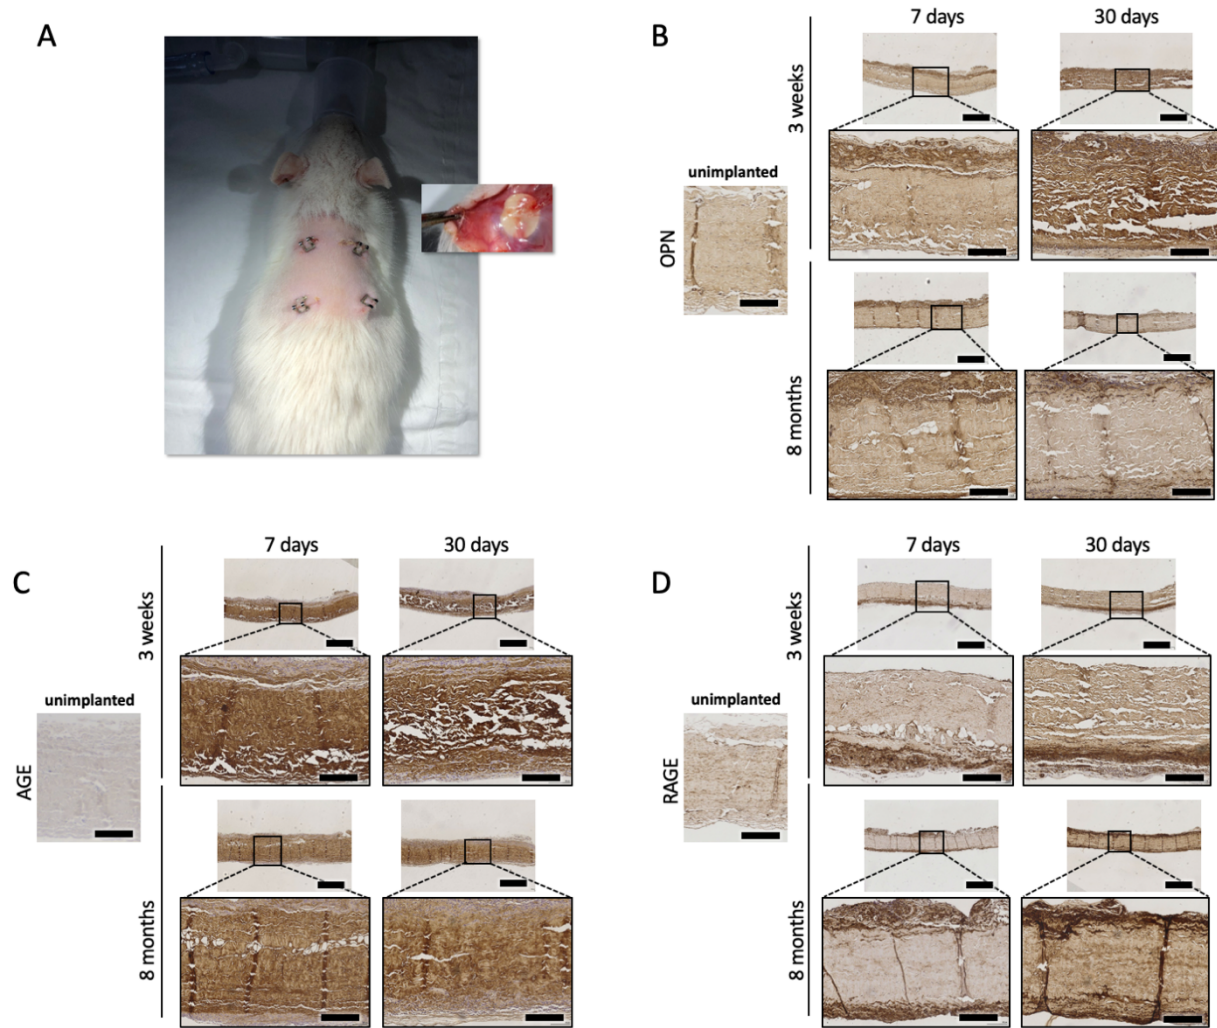 A
B
7 days
30 days
3 weeks
unimplanted
OPN
8 months
C
7 days
30 days
3 weeks
unimplanted
AGE
8 months
D
7 days
30 days
3 weeks
unimplanted
RAGE
8 months